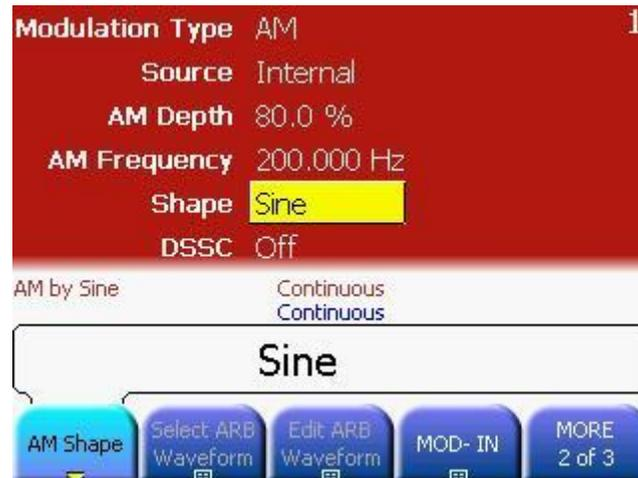 Modulation Type AM 1
Source Internal
AM Depth 80.0 %
AM Frequency 200.000 Hz
Shape Sine
DSSC Off
AM by Sine Continuous
Continuous
Sine
AM Shape
Select ARB Waveform
Edit ARB Waveform
MOD- IN
MORE 2 of 3